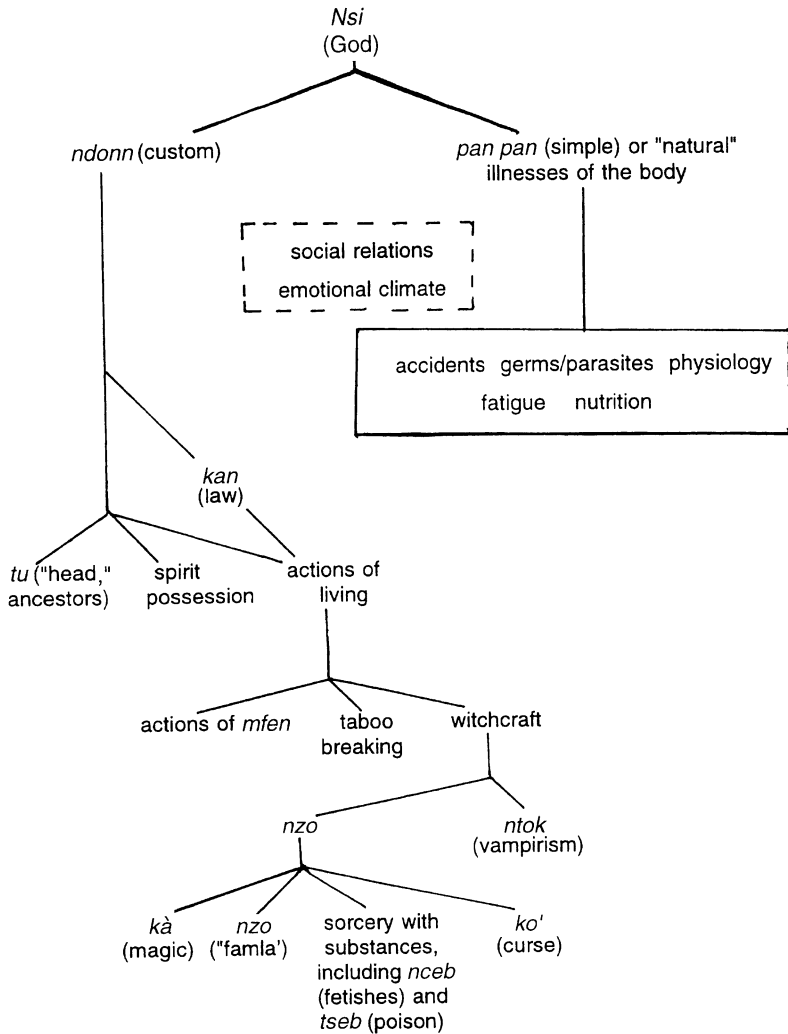 Nsi
(God)
ndonn (custom)
pan pan (simple) or "natural"
illnesses of the body
social relations
emotional climate
accidents germs/parasites physiology
fatigue nutrition
kan
(law)
tu ("head,"
ancestors)
spirit
possession
actions of
living
actions of mfen
taboo
breaking
witchcraft
nzo
ntok
(vampirism)
kà
(magic)
nzo
("famla')
sorcery with
substances,
including nceb
(fetishes) and
tseb (poison)
ko'
(curse)